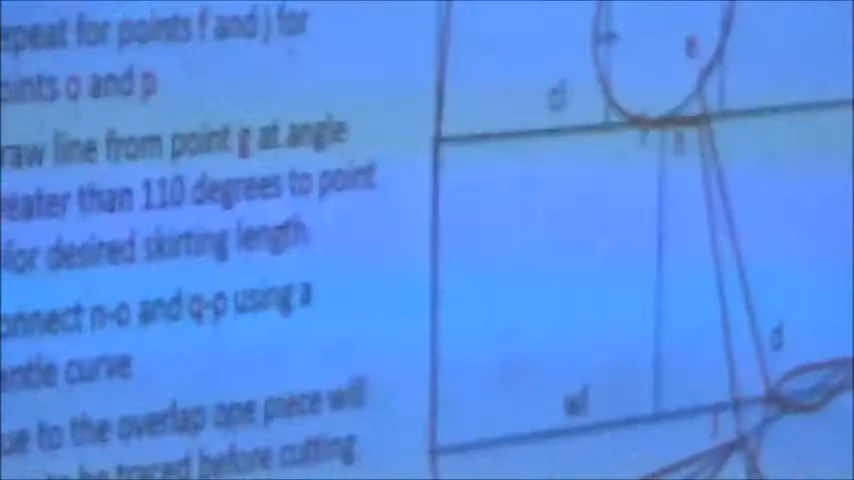 epeat for points f and j for
oints o and p
raw line from point g at angle
reater than 110 degrees to point
for desired skirting length
onnect n-o and q-p using a
entle curve
ue to the overlap one piece will
to be traced before cutting
d
e
d
wl